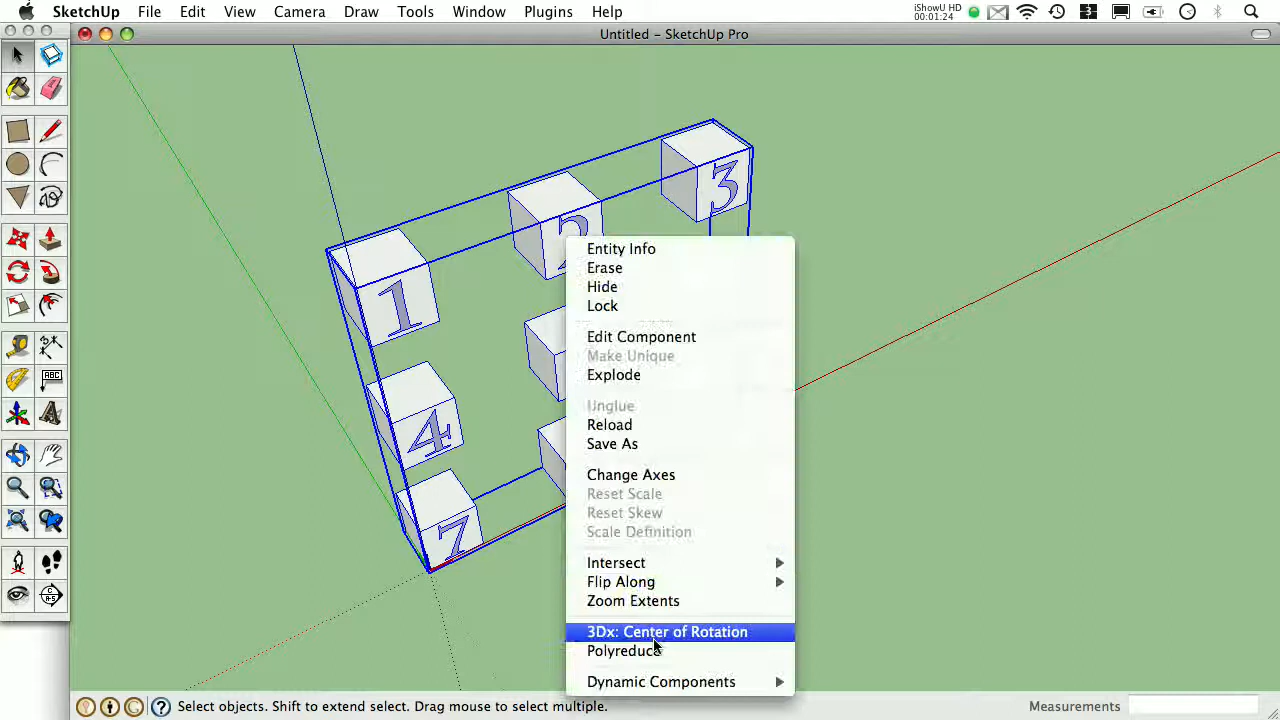 SketchUp File Edit View Camera Draw Tools Window Plugins Help
iShowU HD
00:01:24
3
Untitled – SketchUp Pro
ABC
A
C
A-5
1
2
3
4
7
Entity Info
Erase
Hide
Lock
Edit Component
Make Unique
Explode
Unglue
Reload
Save As
Change Axes
Reset Scale
Reset Skew
Scale Definition
Intersect
Flip Along
Zoom Extents
3Dx: Center of Rotation
Polyreduce
Dynamic Components
Select objects. Shift to extend select. Drag mouse to select multiple.
Measurements